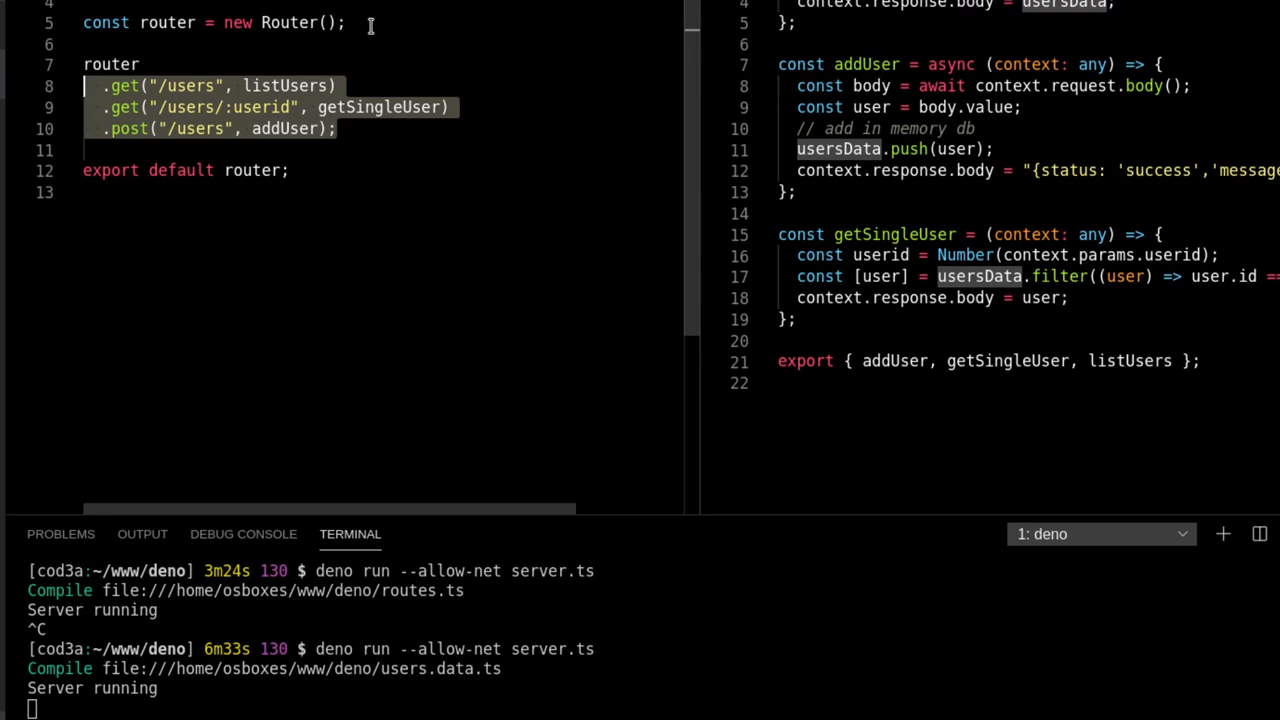 4
5 const router = new Router();
6
7 router
8 .get("/users", listUsers)
9 .get("/users/:userid", getSingleUser)
10 .post("/users", addUser);
11
12 export default router;
13
4 context.response.body = usersData;
5 };
6
7 const addUser = async (context: any) => {
8 const body = await context.request.body();
9 const user = body.value;
10 // add in memory db
11 usersData.push(user);
12 context.response.body = "{status: 'success','message
13 };
14
15 const getSingleUser = (context: any) => {
16 const userid = Number(context.params.userid);
17 const [user] = usersData.filter((user) => user.id ==
18 context.response.body = user;
19 };
20
21 export { addUser, getSingleUser, listUsers };
22
PROBLEMS OUTPUT DEBUG CONSOLE TERMINAL 1: deno
[cod3a:~/www/deno] 3m24s 130 $ deno run --allow-net server.ts
Compile file:///home/osboxes/www/deno/routes.ts
Server running
^C
[cod3a:~/www/deno] 6m33s 130 $ deno run --allow-net server.ts
Compile file:///home/osboxes/www/deno/users.data.ts
Server running